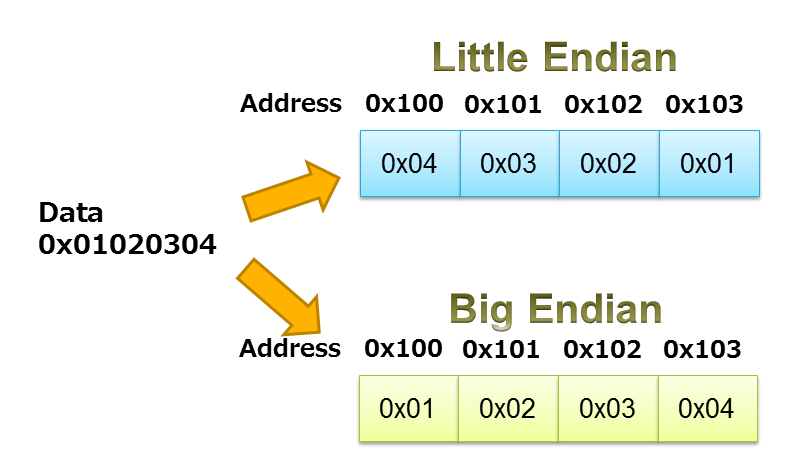 Little Endian
Address 0x100 0x101 0x102 0x103
0x04 0x03 0x02 0x01
Data
0x01020304
Big Endian
Address 0x100 0x101 0x102 0x103
0x01 0x02 0x03 0x04